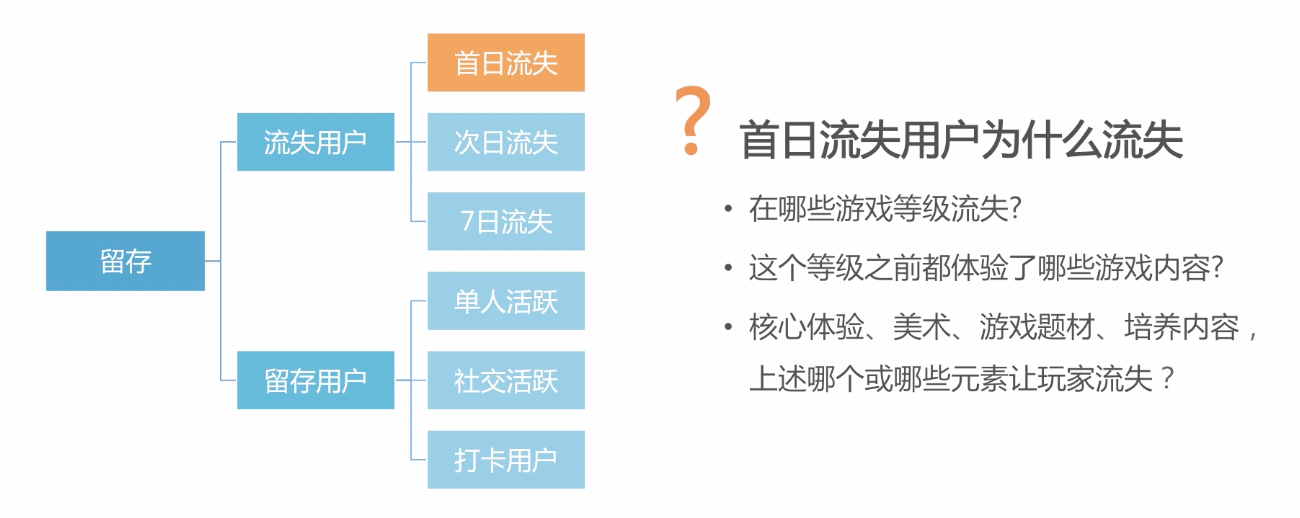 留存
流失用户
首日流失
次日流失
7日流失
留存用户
单人活跃
社交活跃
打卡用户
?
首日流失用户为什么流失
• 在哪些游戏等级流失?
• 这个等级之前都体验了哪些游戏内容?
• 核心体验、美术、游戏题材、培养内容，
上述哪个或哪些元素让玩家流失？